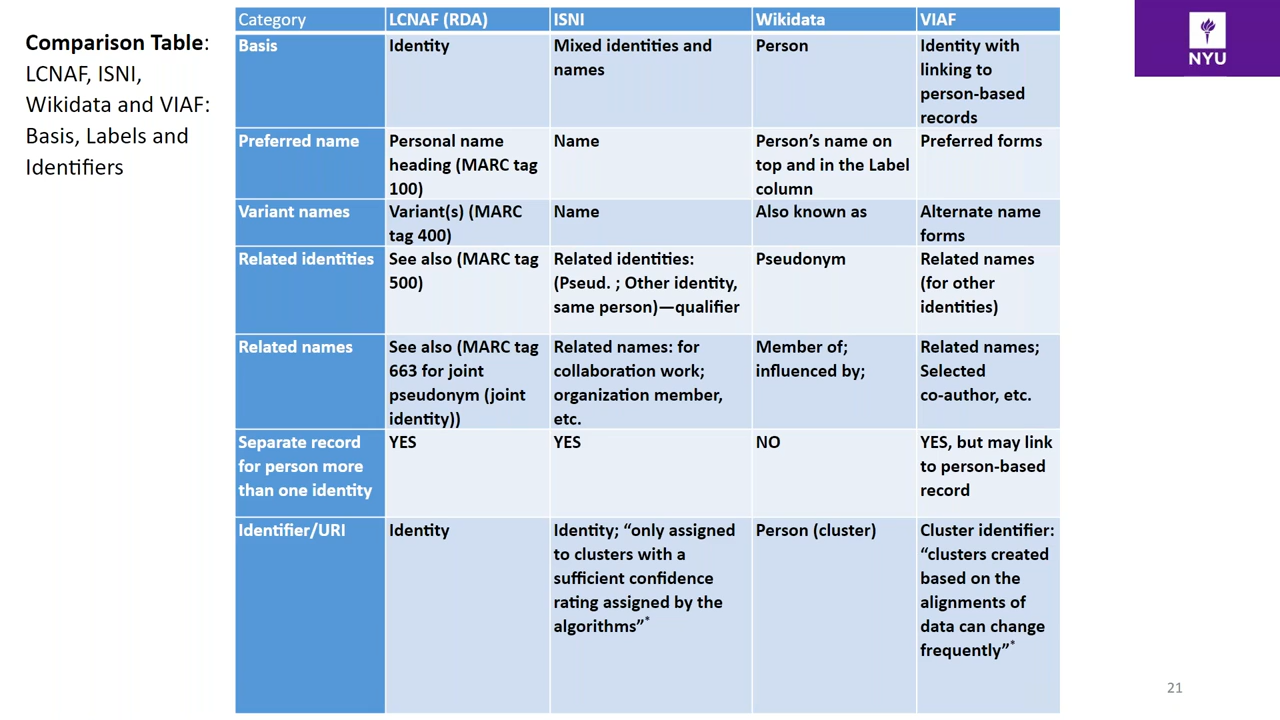 Comparison Table:
LCNAF, ISNI,
Wikidata and VIAF:
Basis, Labels and
Identifiers
Category
LCNAF (RDA)
ISNI
Wikidata
VIAF
Basis
Identity
Mixed identities and
names
Person
Identity with
linking to
person-based
records
Preferred name
Personal name
heading (MARC tag
100)
Name
Person’s name on
top and in the Label
column
Preferred forms
Variant names
Variant(s) (MARC
tag 400)
Name
Also known as
Alternate name
forms
Related identities
See also (MARC tag
500)
Related identities:
(Pseud. ; Other identity,
same person)—qualifier
Pseudonym
Related names
(for other
identities)
Related names
See also (MARC tag
663 for joint
pseudonym (joint
identity))
Related names: for
collaboration work;
organization member,
etc.
Member of;
influenced by;
Related names;
Selected
co-author, etc.
Separate record
for person more
than one identity
YES
YES
NO
YES, but may link
to person-based
record
Identifier/URI
Identity
Identity; “only assigned
to clusters with a
sufficient confidence
rating assigned by the
algorithms”*
Person (cluster)
Cluster identifier:
“clusters created
based on the
alignments of
data can change
frequently”*
NYU
21